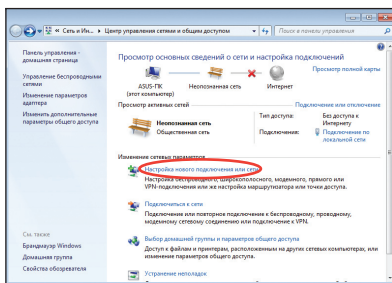 « Сеть и Ин... ▸ Центр управления сетями и общим доступом
Поиск в панели управления
Панель управления -
домашняя страница
Управление беспроводными
сетями
Изменение параметров
адаптера
Изменить дополнительные
параметры общего доступа
См. также
Брандмауэр Windows
Домашняя группа
Свойства обозревателя
Просмотр основных сведений о сети и настройка подключений
Просмотр полной карты
ASUS-ПК
(этот компьютер)
Неопознанная сеть
Интернет
Просмотр активных сетей
Подключение или отключение
Неопознанная сеть
Общественная сеть
Тип доступа:
Без доступа к
Интернету
Подключения:
Подключение по
локальной сети
Изменение сетевых параметров
Настройка нового подключения или сети
Настройка беспроводного, широкополосного, модемного, прямого или
VPN-подключения или же настройка маршрутизатора или точки доступа.
Подключиться к сети
Подключение или повторное подключение к беспроводному, проводному,
модемному сетевому соединению или подключение к VPN.
Выбор домашней группы и параметров общего доступа
Доступ к файлам и принтерам, расположенным на других сетевых компьютерах, или
изменение параметров общего доступа.
Устранение неполадок